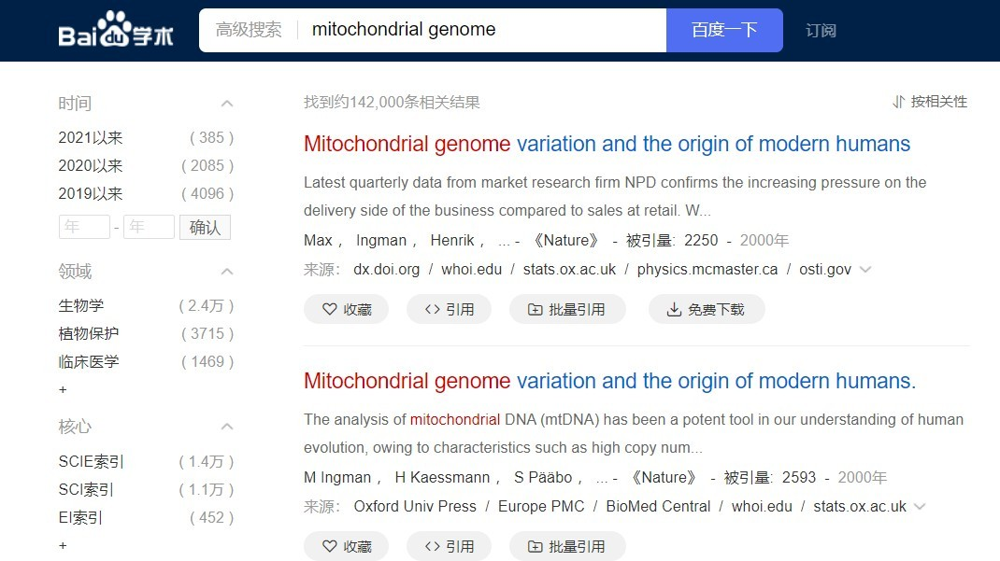 Bai du 学术
高级搜索 mitochondrial genome 百度一下 订阅
时间
2021以来 ( 385 )
2020以来 ( 2085 )
2019以来 ( 4096 )
年 - 年 确认
领域
生物学 ( 2.4万 )
植物保护 ( 3715 )
临床医学 ( 1469 )
+
核心
SCIE索引 ( 1.4万 )
SCI索引 ( 1.1万 )
EI索引 ( 452 )
+
找到约142,000条相关结果 按相关性
Mitochondrial genome variation and the origin of modern humans
Latest quarterly data from market research firm NPD confirms the increasing pressure on the
delivery side of the business compared to sales at retail. W...
Max , Ingman , Henrik , ... - 《Nature》 - 被引量: 2250 - 2000年
来源: dx.doi.org / whoi.edu / stats.ox.ac.uk / physics.mcmaster.ca / osti.gov
收藏 <> 引用 批量引用 免费下载
Mitochondrial genome variation and the origin of modern humans.
The analysis of mitochondrial DNA (mtDNA) has been a potent tool in our understanding of human
evolution, owing to characteristics such as high copy num...
M Ingman , H Kaessmann , S Pääbo , ... - 《Nature》 - 被引量: 2593 - 2000年
来源: Oxford Univ Press / Europe PMC / BioMed Central / whoi.edu / stats.ox.ac.uk
收藏 <> 引用 批量引用